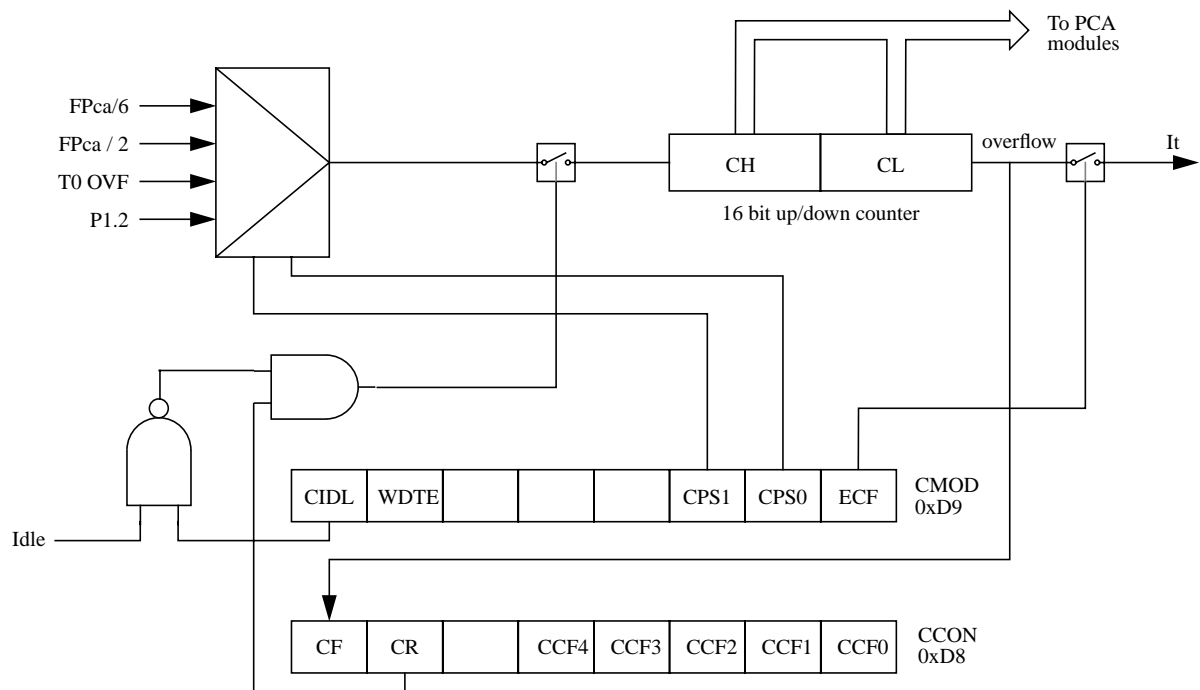 To PCA
modules
FPca/6
FPca / 2
T0 OVF
P1.2
CH
CL
overflow
It
16 bit up/down counter
CIDL
WDTE
CPS1
CPS0
ECF
CMOD
0xD9
Idle
CF
CR
CCF4
CCF3
CCF2
CCF1
CCF0
CCON
0xD8